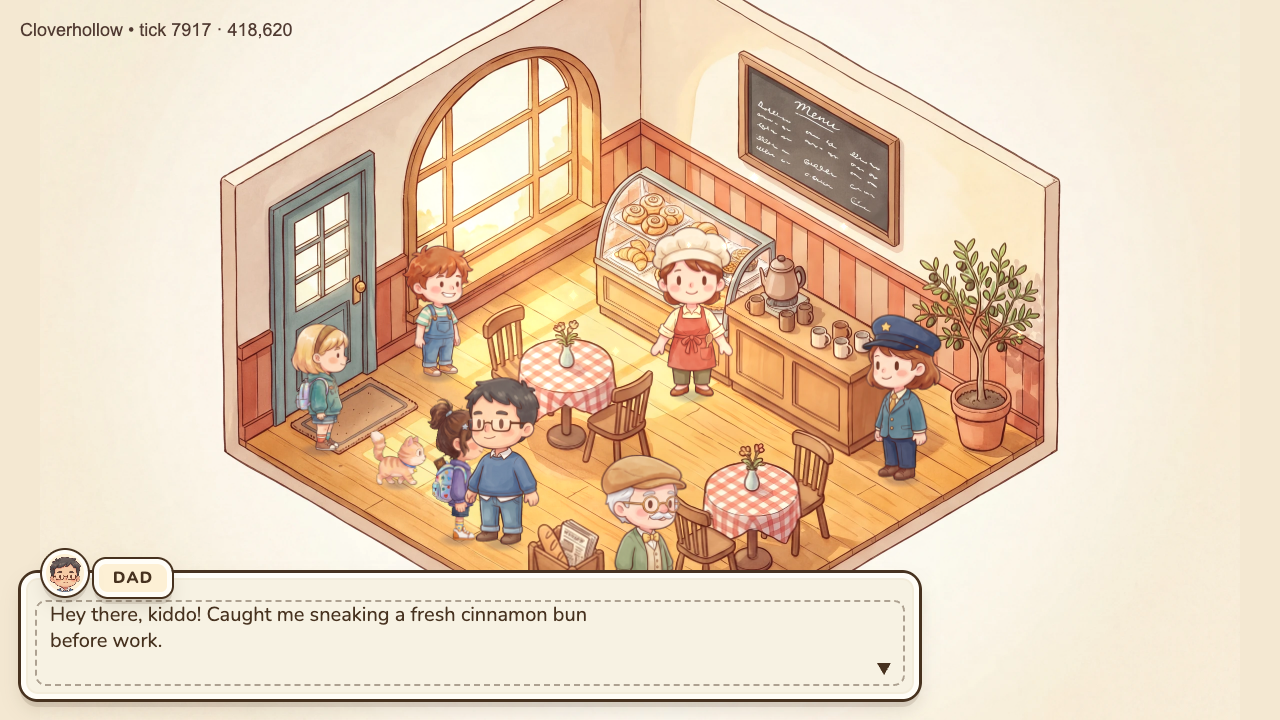 Cloverhollow • tick 7917 · 418,620
Menu
DAD
Hey there, kiddo! Caught me sneaking a fresh cinnamon bun
before work.